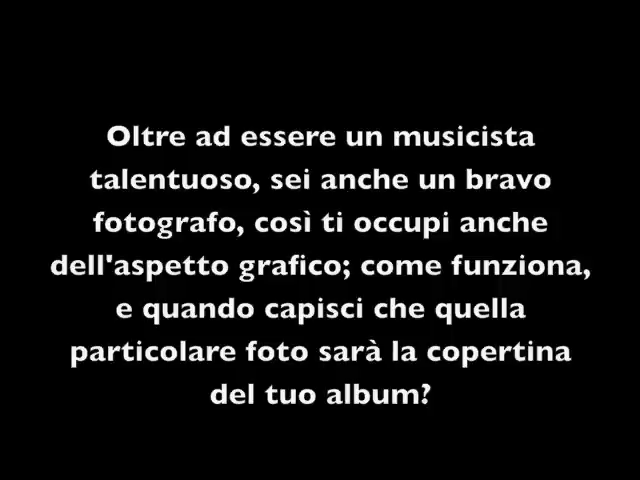 Oltre ad essere un musicista
talentuoso, sei anche un bravo
fotografo, così ti occupi anche
dell'aspetto grafico; come funziona,
e quando capisci che quella
particolare foto sarà la copertina
del tuo album?